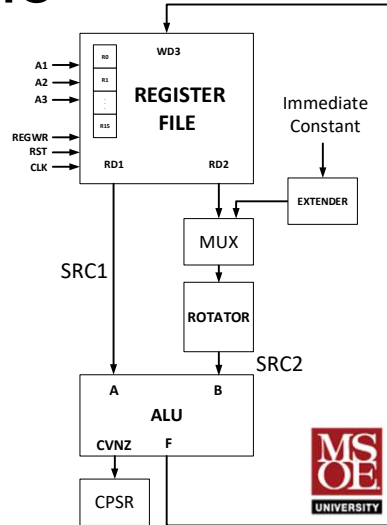 WD3
R0
R1
R15
A1
A2
A3
REGISTER
FILE
REGWR
RST
CLK
RD1
RD2
Immediate
Constant
EXTENDER
MUX
SRC1
ROTATOR
SRC2
A
B
ALU
CVNZ
F
CPSR
MS
OE
UNIVERSITY